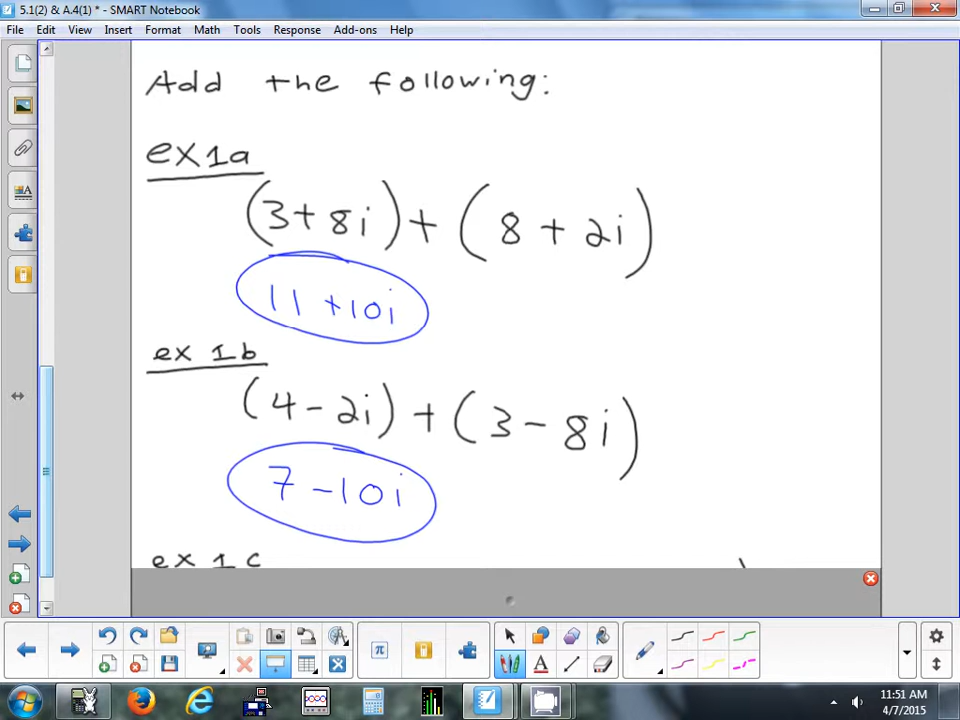 5.1(2) & A.4(1) * - SMART Notebook
File Edit View Insert Format Math Tools Response Add-ons Help
Add the following:
ex1a
(3+8i)+(8+2i)
11+10i
ex 1b
(4-2i)+(3-8i)
7-10i
ex 1c
11:51 AM
4/7/2015